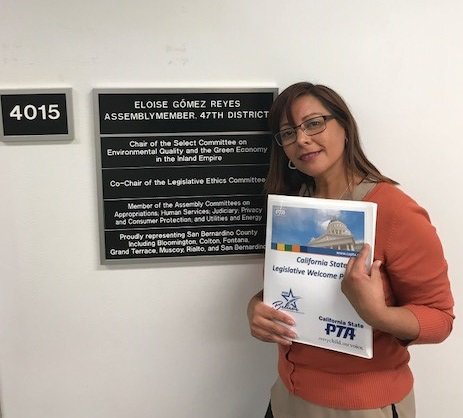 4015
ELOISE GÓMEZ REYES
ASSEMBLYMEMBER, 47TH DISTRICT
Chair of the Select Committee on
Environmental Quality and the Green Economy
in the Inland Empire
Co-Chair of the Legislative Ethics Committee
Member of the Assembly Committees on
Appropriations; Human Services; Judiciary; Privacy
and Consumer Protection; and Utilities and Energy
Proudly representing San Bernardino County
including Bloomington, Colton, Fontana,
Grand Terrace, Muscoy, Rialto, and San Bernardino
California State
Legislative Welcome
California State
PTA
everychild. onevoice.